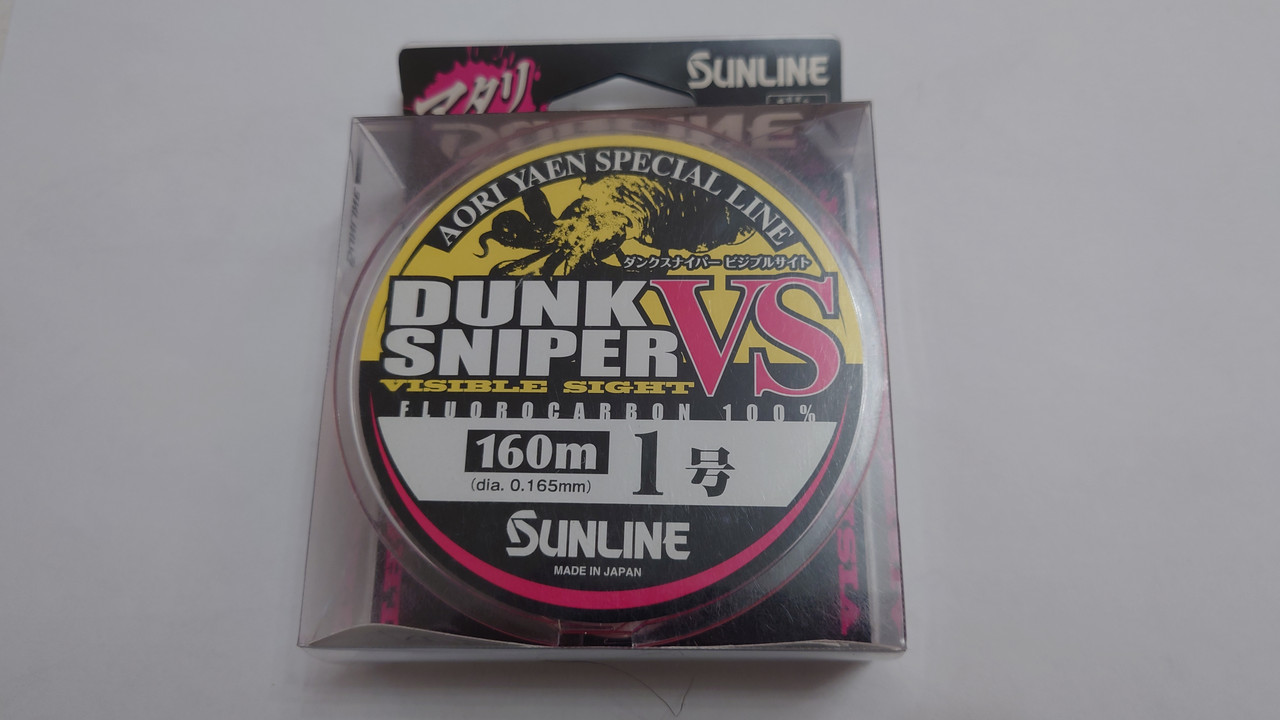 アタリ
SUNLINE
AORI YAEN SPECIAL LINE
ダンクスナイパー ビジブルサイト
DUNK
SNIPER VS
VISIBLE SIGHT
FLUOROCARBON 100%
160m 1号
(dia. 0.165mm)
SUNLINE
MADE IN JAPAN